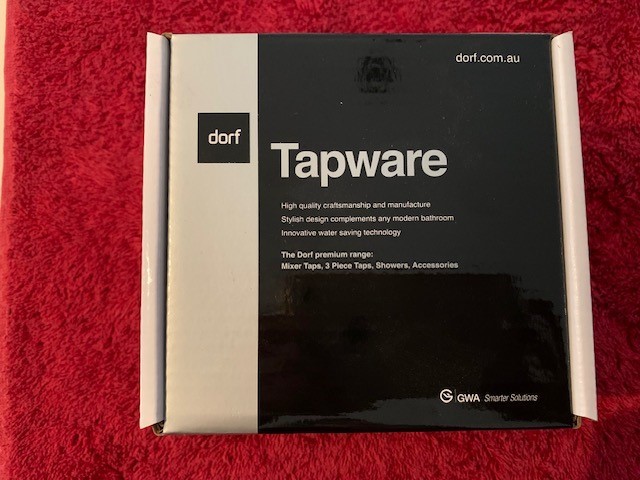 dorf.com.au
dorf
Tapware
High quality craftsmanship and manufacture
Stylish design complements any modern bathroom
Innovative water saving technology
The Dorf premium range:
Mixer Taps, 3 Piece Taps, Showers, Accessories
GWA Smarter Solutions